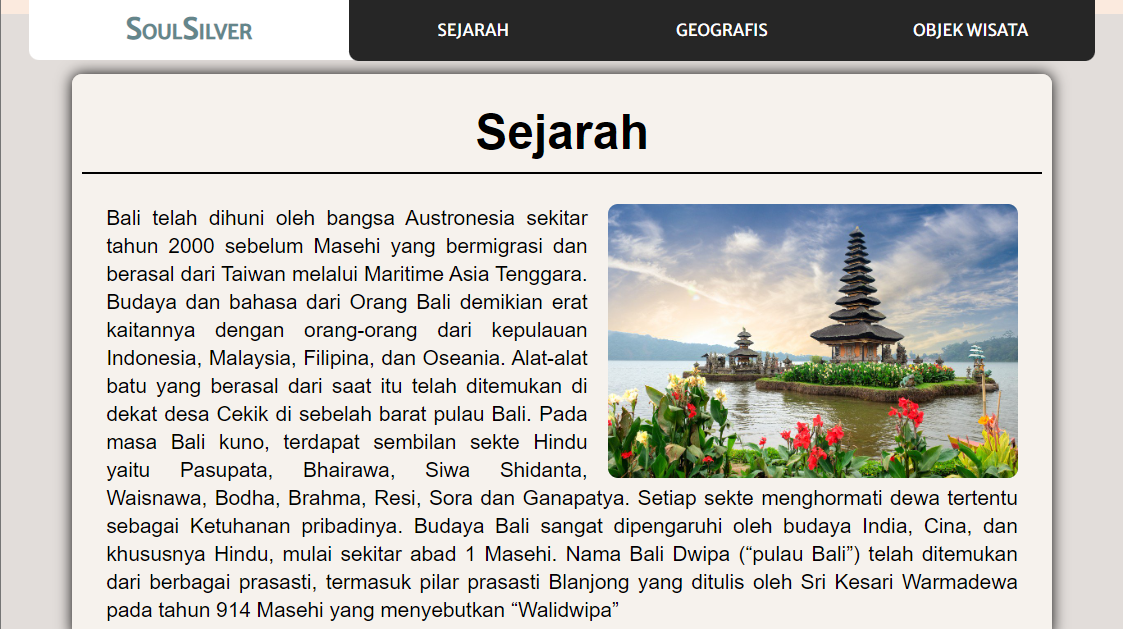 SOULSILVER
SEJARAH
GEOGRAFIS
OBJEK WISATA
Sejarah
Bali telah dihuni oleh bangsa Austronesia sekitar
tahun 2000 sebelum Masehi yang bermigrasi dan
berasal dari Taiwan melalui Maritime Asia Tenggara.
Budaya dan bahasa dari Orang Bali demikian erat
kaitannya dengan orang-orang dari kepulauan
Indonesia, Malaysia, Filipina, dan Oseania. Alat-alat
batu yang berasal dari saat itu telah ditemukan di
dekat desa Cekik di sebelah barat pulau Bali. Pada
masa Bali kuno, terdapat sembilan sekte Hindu
yaitu Pasupata, Bhairawa, Siwa Shidanta,
Waisnawa, Bodha, Brahma, Resi, Sora dan Ganapatya. Setiap sekte menghormati dewa tertentu
sebagai Ketuhanan pribadinya. Budaya Bali sangat dipengaruhi oleh budaya India, Cina, dan
khususnya Hindu, mulai sekitar abad 1 Masehi. Nama Bali Dwipa (“pulau Bali”) telah ditemukan
dari berbagai prasasti, termasuk pilar prasasti Blanjong yang ditulis oleh Sri Kesari Warmadewa
pada tahun 914 Masehi yang menyebutkan “Walidwipa”